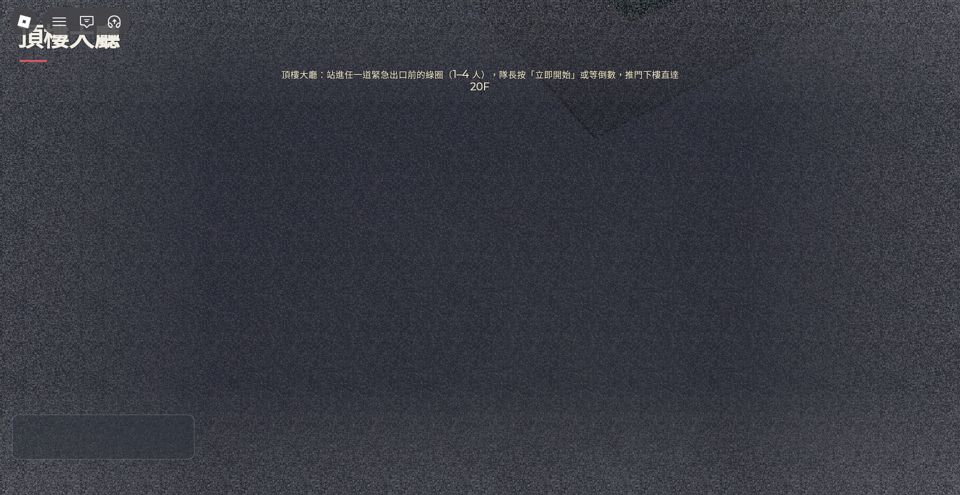 頂樓大廳
頂樓大廳：站進任一道緊急出口前的綠圈（1–4 人），隊長按「立即開始」或等倒數，推門下樓直達
20F